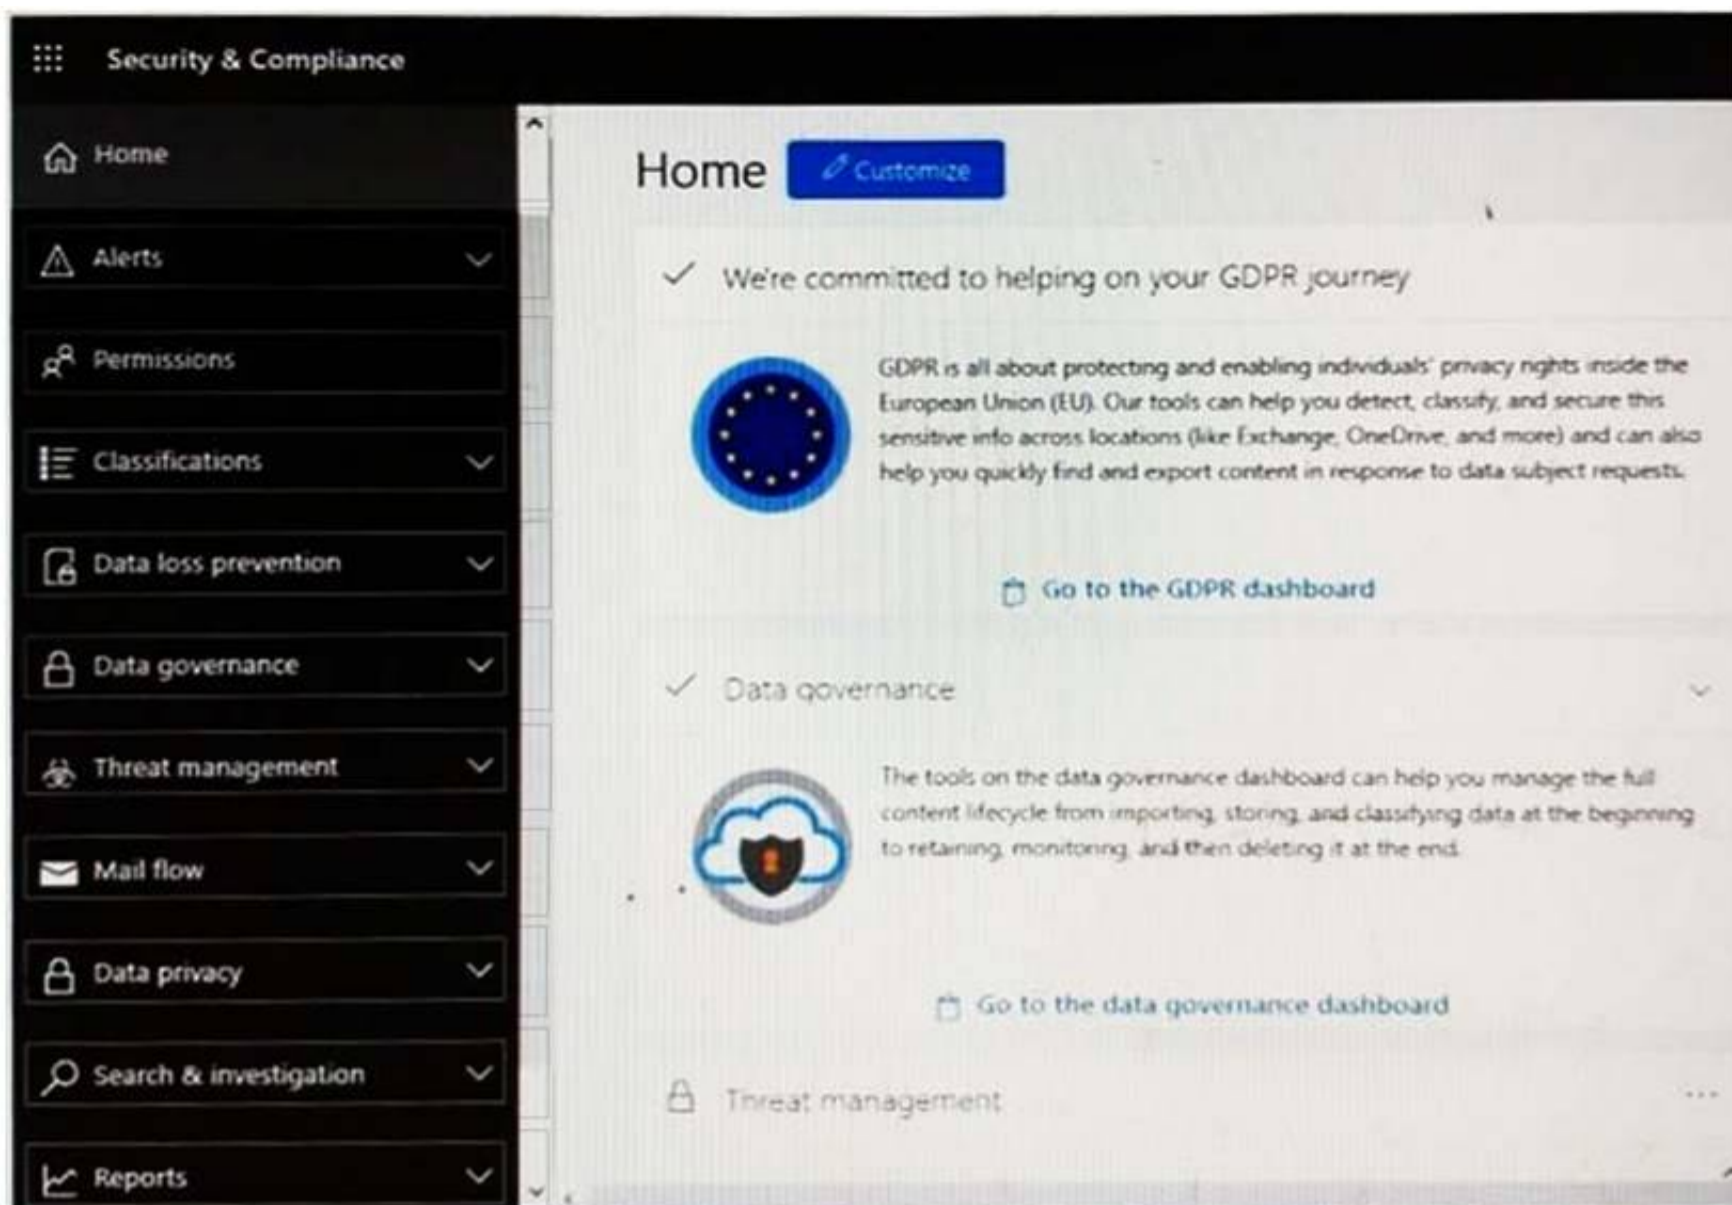 Security & Compliance
Home
Alerts
Permissions
Classifications
Data loss prevention
Data governance
Threat management
Mail flow
Data privacy
Search & investigation
Reports
Home
Customize
We're committed to helping on your GDPR journey
GDPR is all about protecting and enabling individuals' privacy rights inside the
European Union (EU). Our tools can help you detect, classify, and secure this
sensitive info across locations (like Exchange, OneDrive, and more) and can also
help you quickly find and export content in response to data subject requests.
Go to the GDPR dashboard
Data governance
The tools on the data governance dashboard can help you manage the full
content lifecycle from importing, storing, and classifying data at the beginning
to retaining, monitoring, and then deleting it at the end.
Go to the data governance dashboard
Threat management